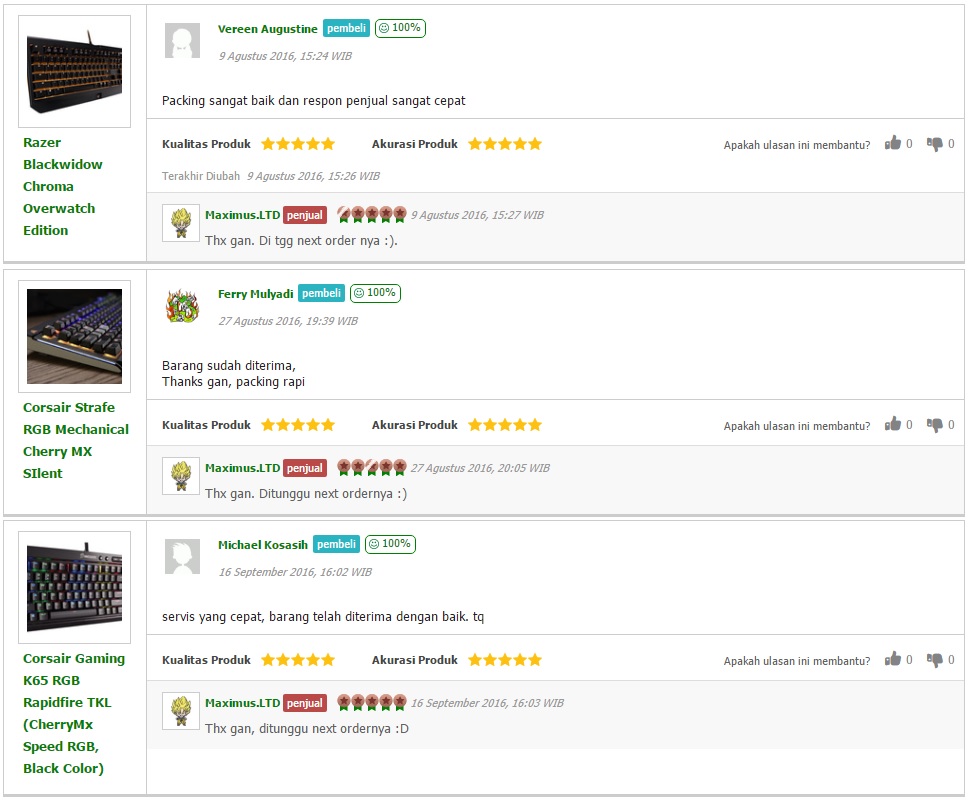 Razer
Blackwidow
Chroma
Overwatch
Edition
Vereen Augustine pembeli 100%
9 Agustus 2016, 15:24 WIB
Packing sangat baik dan respon penjual sangat cepat
Kualitas Produk Akurasi Produk Apakah ulasan ini membantu? 0 0
Terakhir Diubah 9 Agustus 2016, 15:26 WIB
Maximus.LTD penjual 9 Agustus 2016, 15:27 WIB
Thx gan. Di tgg next order nya :).
Corsair Strafe
RGB Mechanical
Cherry MX
SIlent
Ferry Mulyadi pembeli 100%
27 Agustus 2016, 19:39 WIB
Barang sudah diterima,
Thanks gan, packing rapi
Kualitas Produk Akurasi Produk Apakah ulasan ini membantu? 0 0
Maximus.LTD penjual 27 Agustus 2016, 20:05 WIB
Thx gan. Ditunggu next ordernya :)
Corsair Gaming
K65 RGB
Rapidfire TKL
(CherryMx
Speed RGB,
Black Color)
Michael Kosasih pembeli 100%
16 September 2016, 16:02 WIB
servis yang cepat, barang telah diterima dengan baik. tq
Kualitas Produk Akurasi Produk Apakah ulasan ini membantu? 0 0
Maximus.LTD penjual 16 September 2016, 16:03 WIB
Thx gan, ditunggu next ordernya :D